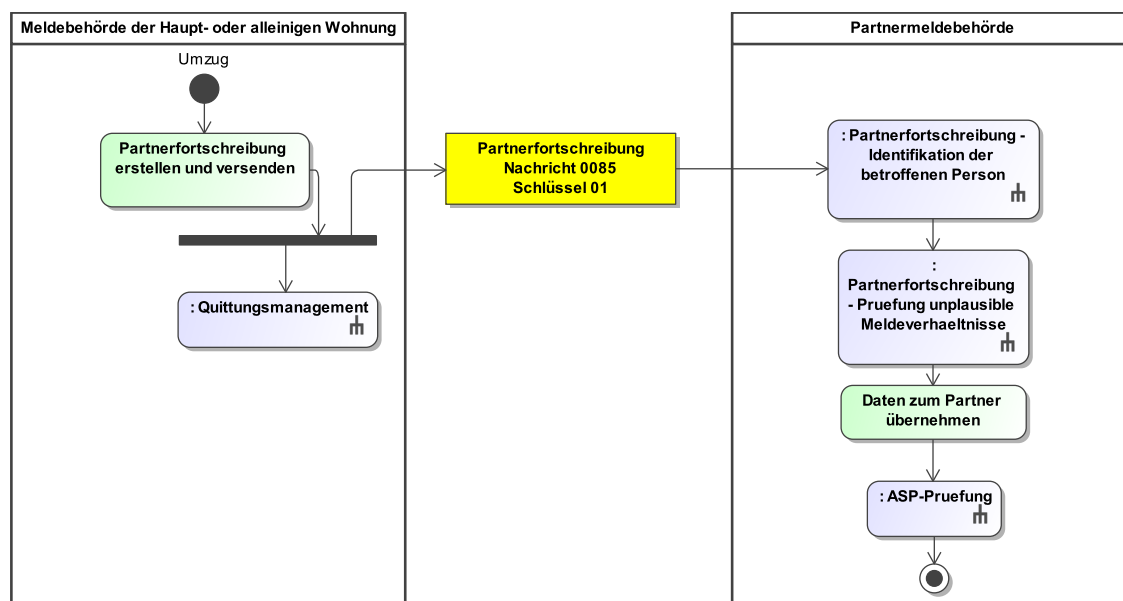 Meldebehörde der Haupt- oder alleinigen Wohnung
Umzug
Partnerfortschreibung
erstellen und versenden
: Quittungsmanagement
Partnerfortschreibung
Nachricht 0085
Schlüssel 01
Partnermeldebehörde
: Partnerfortschreibung -
Identifikation der
betroffenen Person
:
Partnerfortschreibung
- Pruefung unplausible
Meldeverhaeltnisse
Daten zum Partner
übernehmen
: ASP-Pruefung